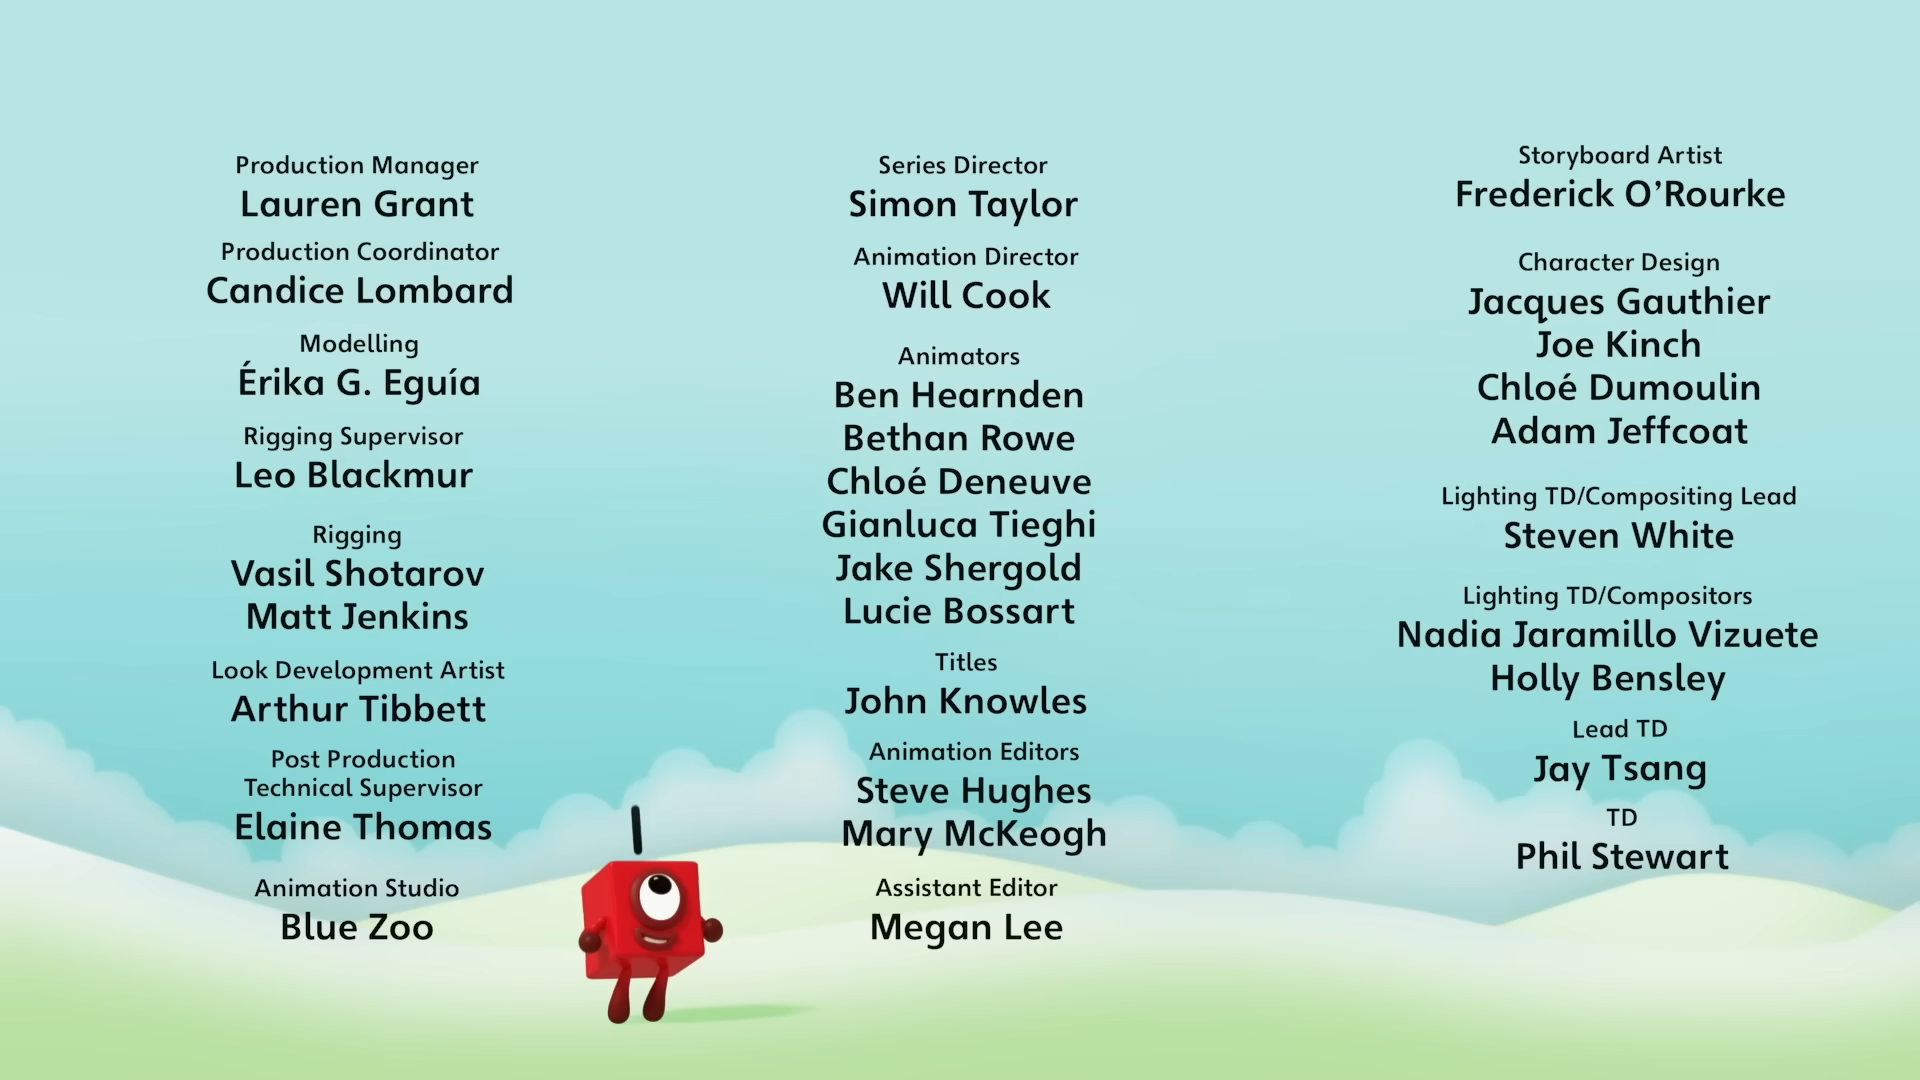 Production Manager
Lauren Grant
Production Coordinator
Candice Lombard
Modelling
Érika G. Eguía
Rigging Supervisor
Leo Blackmur
Rigging
Vasil Shotarov
Matt Jenkins
Look Development Artist
Arthur Tibbett
Post Production
Technical Supervisor
Elaine Thomas
Animation Studio
Blue Zoo
Series Director
Simon Taylor
Animation Director
Will Cook
Animators
Ben Hearnden
Bethan Rowe
Chloé Deneuve
Gianluca Tieghi
Jake Shergold
Lucie Bossart
Titles
John Knowles
Animation Editors
Steve Hughes
Mary McKeogh
Assistant Editor
Megan Lee
Storyboard Artist
Frederick O’Rourke
Character Design
Jacques Gauthier
Joe Kinch
Chloé Dumoulin
Adam Jeffcoat
Lighting TD/Compositing Lead
Steven White
Lighting TD/Compositors
Nadia Jaramillo Vizuete
Holly Bensley
Lead TD
Jay Tsang
TD
Phil Stewart